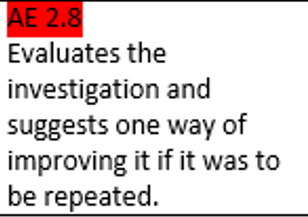 AE 2.8
Evaluates the
investigation and
suggests one way of
improving it if it was to
be repeated.